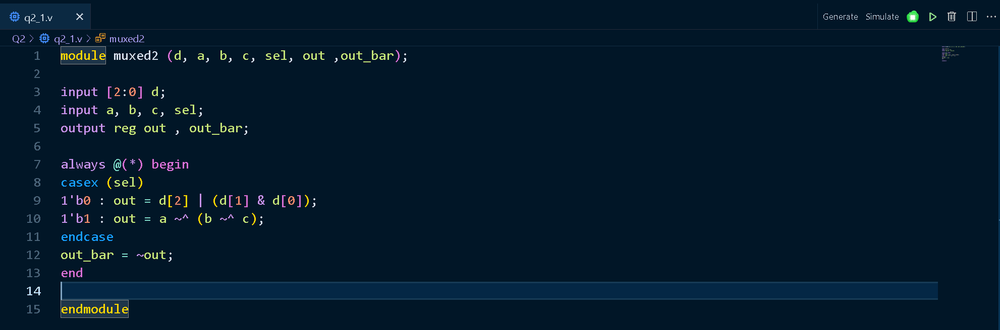 q2_1.v
Generate Simulate
Q2 > q2_1.v > muxed2
1 module muxed2 (d, a, b, c, sel, out ,out_bar);
2
3 input [2:0] d;
4 input a, b, c, sel;
5 output reg out , out_bar;
6
7 always @(*) begin
8 casex (sel)
9 1'b0 : out = d[2] | (d[1] & d[0]);
10 1'b1 : out = a ~^ (b ~^ c);
11 endcase
12 out_bar = ~out;
13 end
14
15 endmodule